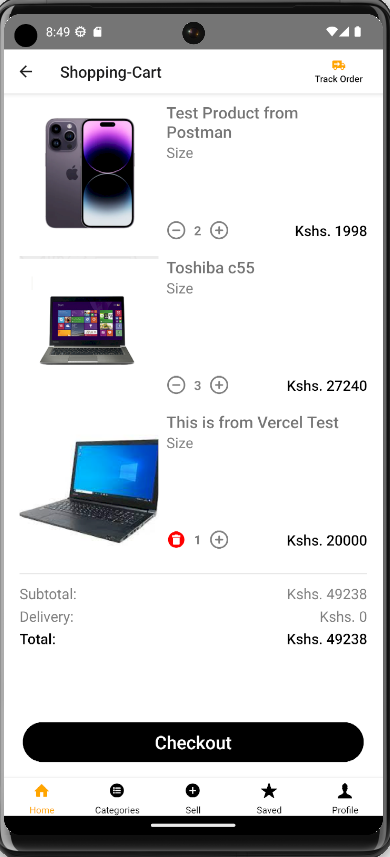 8:49
Shopping-Cart
Track Order
Test Product from
Postman
Size
2
Kshs. 1998
Toshiba c55
Size
3
Kshs. 27240
This is from Vercel Test
Size
1
Kshs. 20000
Subtotal:
Kshs. 49238
Delivery:
Kshs. 0
Total:
Kshs. 49238
Checkout
Home
Categories
Sell
Saved
Profile